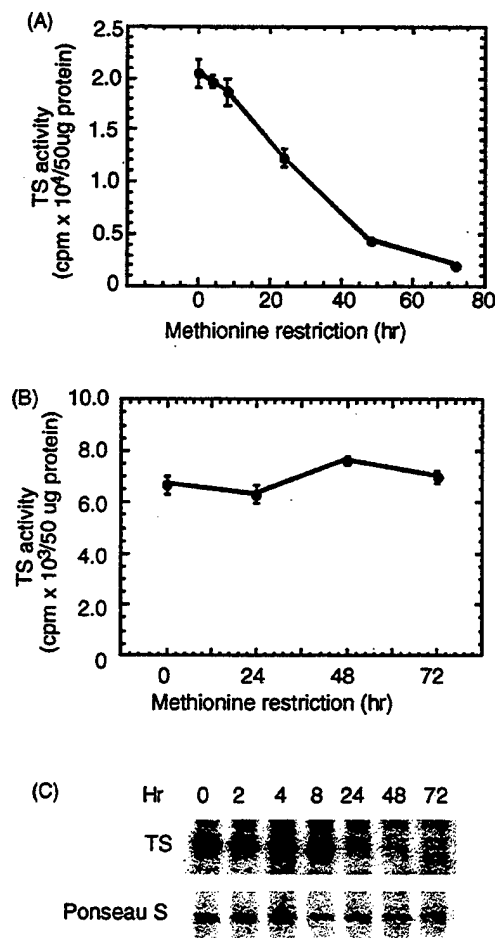 (A)
TS activity
(cpm x 10⁴/50ug protein)
2.5
2.0
1.5
1.0
0.5
0
0 20 40 60 80
Methionine restriction (hr)
(B)
TS activity
(cpm x 10³/50 ug protein)
10.0
8.0
6.0
4.0
2.0
0
0 24 48 72
Methionine restriction (hr)
(C)
Hr 0 2 4 8 24 48 72
TS
Ponseau S